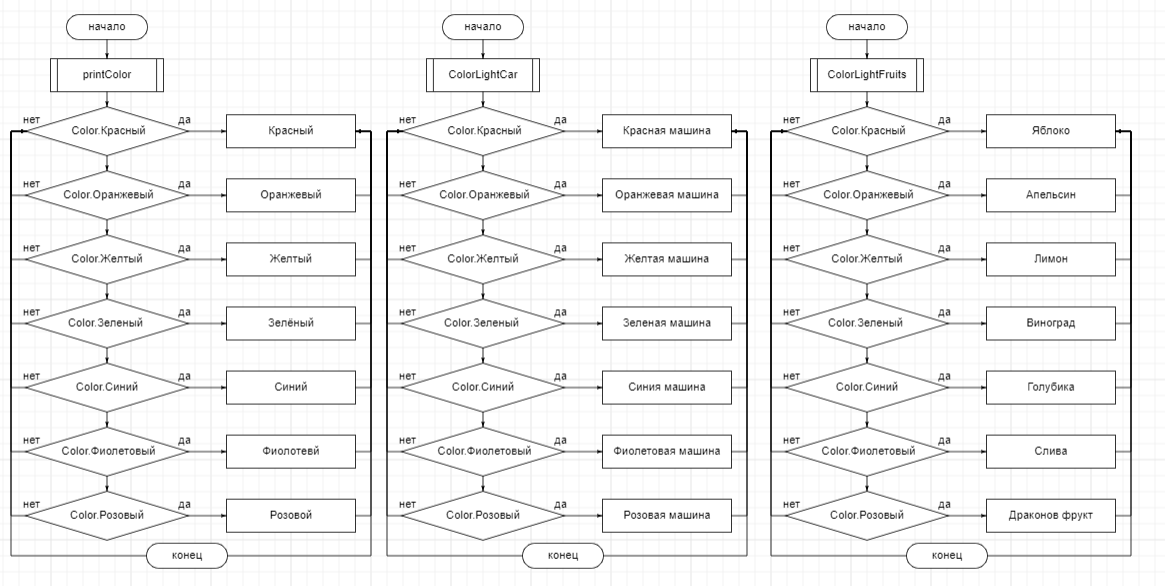 начало
printColor
нет
Color.Красный
да
Красный
нет
Color.Оранжевый
да
Оранжевый
нет
Color.Желтый
да
Желтый
нет
Color.Зеленый
да
Зелёный
нет
Color.Синий
да
Синий
нет
Color.Фиолетовый
да
Фиолотевй
нет
Color.Розовый
да
Розовой
конец
начало
ColorLightCar
нет
Color.Красный
да
Красная машина
нет
Color.Оранжевый
да
Оранжевая машина
нет
Color.Желтый
да
Желтая машина
нет
Color.Зеленый
да
Зеленая машина
нет
Color.Синий
да
Синия машина
нет
Color.Фиолетовый
да
Фиолетовая машина
нет
Color.Розовый
да
Розовая машина
конец
начало
ColorLightFruits
нет
Color.Красный
да
Яблоко
нет
Color.Оранжевый
да
Апельсин
нет
Color.Желтый
да
Лимон
нет
Color.Зеленый
да
Виноград
нет
Color.Синий
да
Голубика
нет
Color.Фиолетовый
да
Слива
нет
Color.Розовый
да
Драконов фрукт
конец